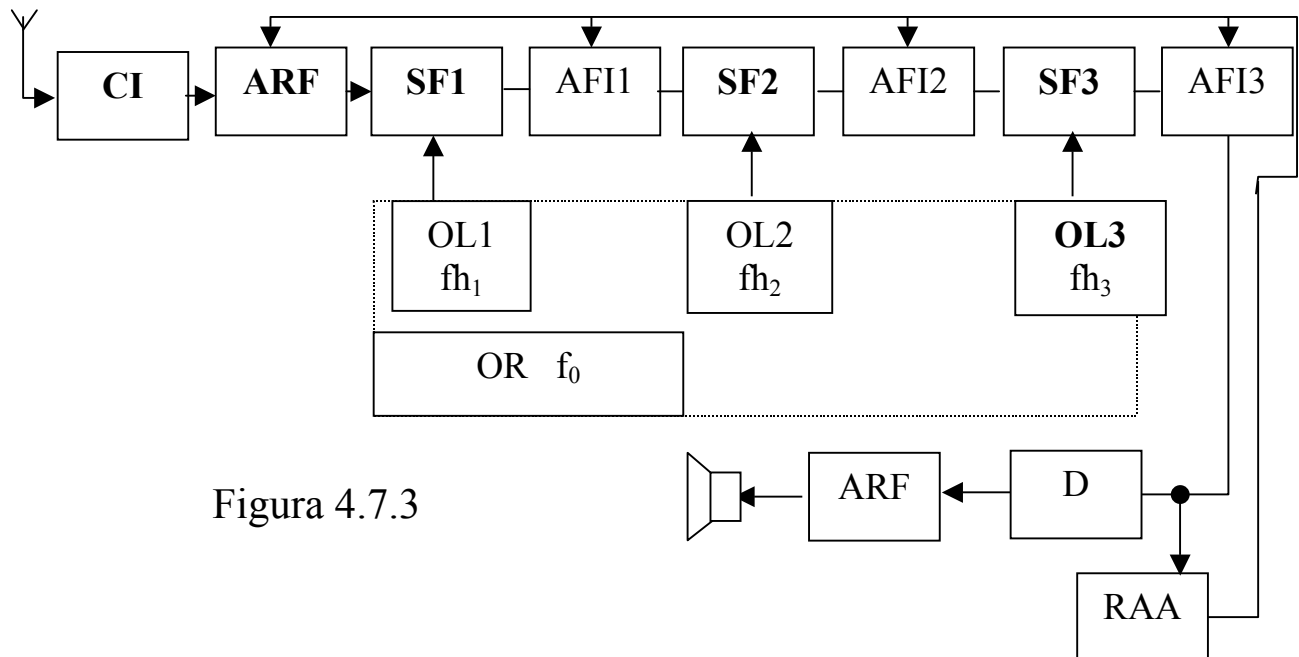 CI
ARF
SF1
AFI1
SF2
AFI2
SF3
AFI3
OL1
fh₁
OL2
fh₂
OL3
fh₃
OR f₀
Figura 4.7.3
ARF
D
RAA